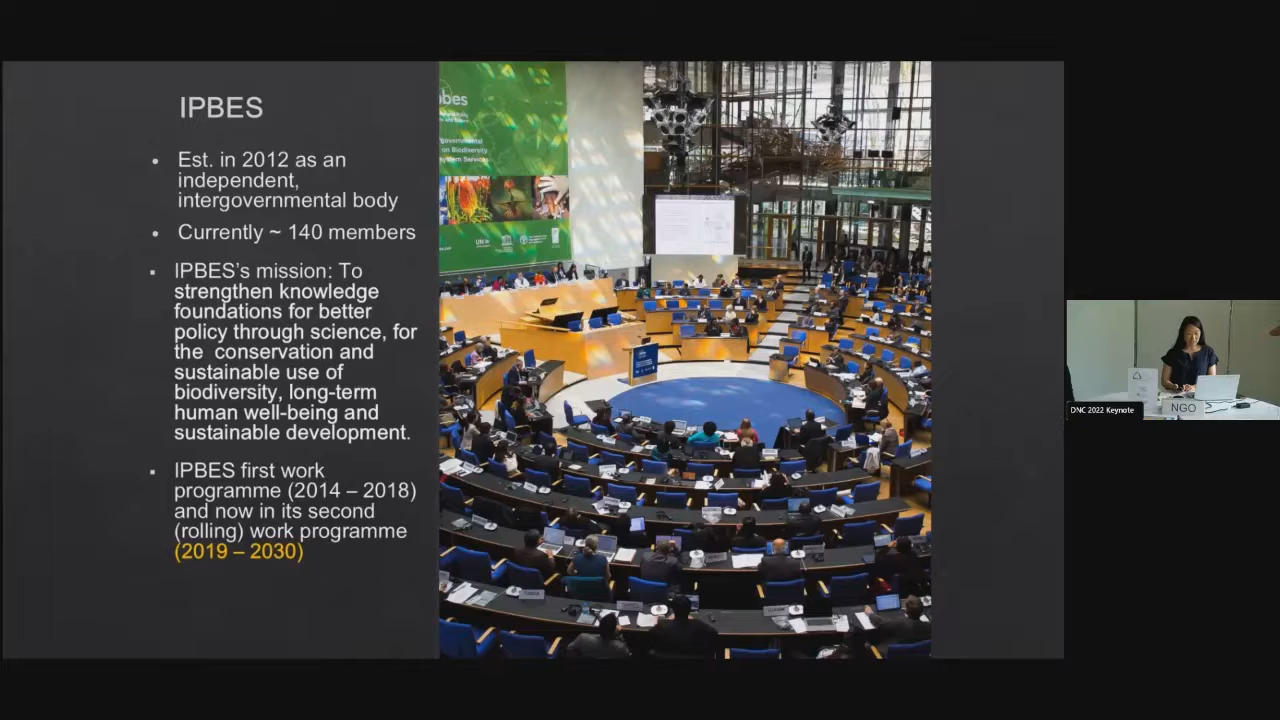 IPBES
• Est. in 2012 as an
independent,
intergovernmental body
• Currently ~ 140 members
▪ IPBES's mission: To
strengthen knowledge
foundations for better
policy through science, for
the conservation and
sustainable use of
biodiversity, long-term
human well-being and
sustainable development.
▪ IPBES first work
programme (2014 – 2018)
and now in its second
(rolling) work programme
(2019 – 2030)
bes
on Biodiversity
DNC 2022 Keynote
NGO